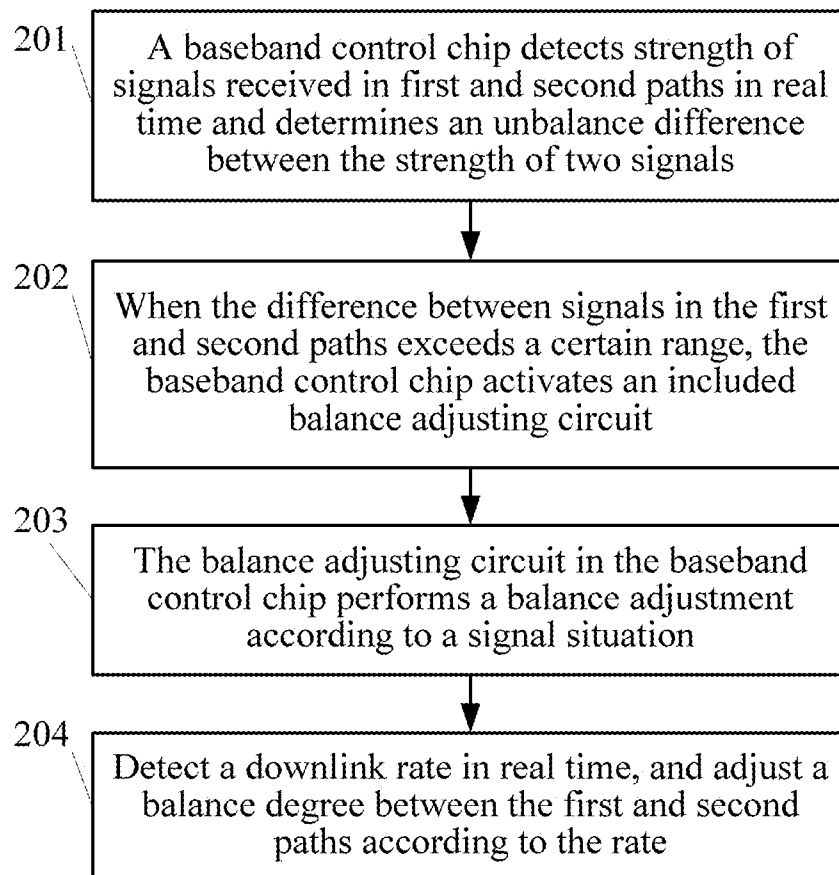 201
A baseband control chip detects strength of
signals received in first and second paths in real
time and determines an unbalance difference
between the strength of two signals
202
When the difference between signals in the first
and second paths exceeds a certain range, the
baseband control chip activates an included
balance adjusting circuit
203
The balance adjusting circuit in the baseband
control chip performs a balance adjustment
according to a signal situation
204
Detect a downlink rate in real time, and adjust a
balance degree between the first and second
paths according to the rate